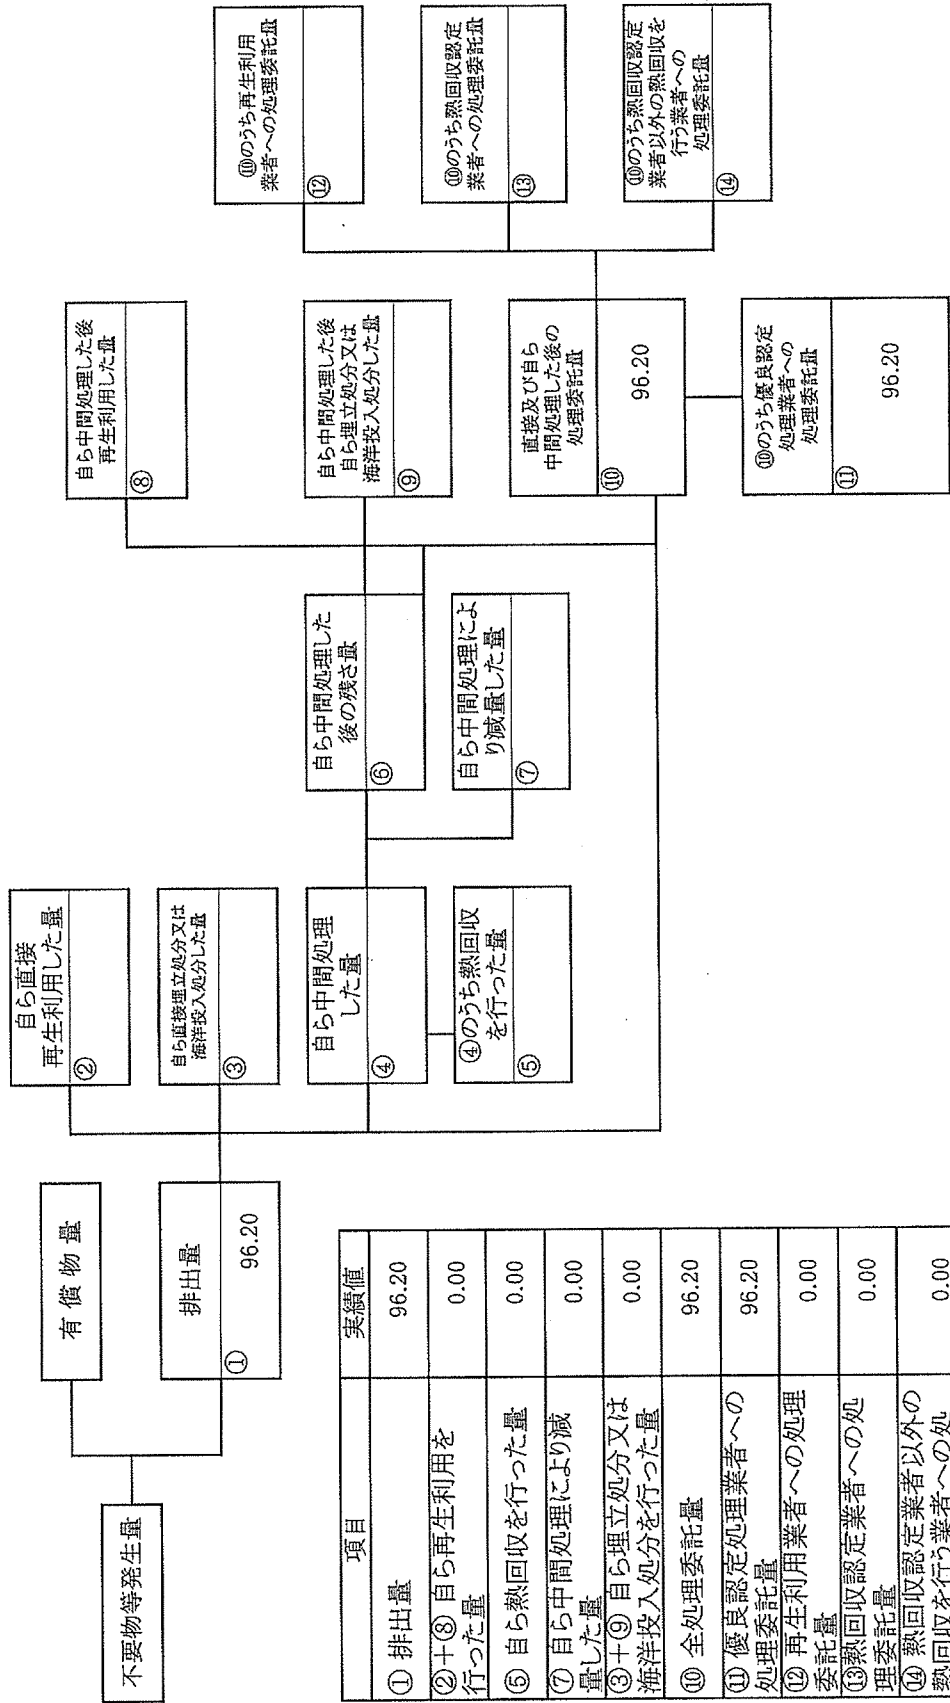 不要物等発生量
有償物量
排出量
①
96.20
自ら直接
再生利用した量
②
自ら直接埋立処分又は
海洋投入処分した量
③
自ら中間処理
した量
④
④のうち熱回収
を行った量
⑤
自ら中間処理した
後の残さ量
⑥
自ら中間処理によ
り減量した量
⑦
自ら中間処理した後
再生利用した量
⑧
自ら中間処理した後
自ら埋立処分又は
海洋投入処分した量
⑨
直接及び自ら
中間処理した後の
処理委託量
⑩
96.20
⑩のうち優良認定
処理業者への
処理委託量
⑪
96.20
⑩のうち再生利用
業者への処理委託量
⑫
⑩のうち熱回収認定
業者への処理委託量
⑬
⑩のうち熱回収認定
業者以外の熱回収を
行う業者への
処理委託量
⑭
項目 実績値
① 排出量 96.20
②+⑧ 自ら再生利用を
行った量 0.00
⑤ 自ら熱回収を行った量 0.00
⑦ 自ら中間処理により減
量した量 0.00
③+⑨ 自ら埋立処分又は
海洋投入処分を行った量 0.00
⑩ 全処理委託量 96.20
⑪ 優良認定処理業者への
処理委託量 96.20
⑫ 再生利用業者への処理
委託量 0.00
⑬熱回収認定業者への処
理委託量 0.00
⑭ 熱回収認定業者以外の
熱回収を行う業者への処 0.00